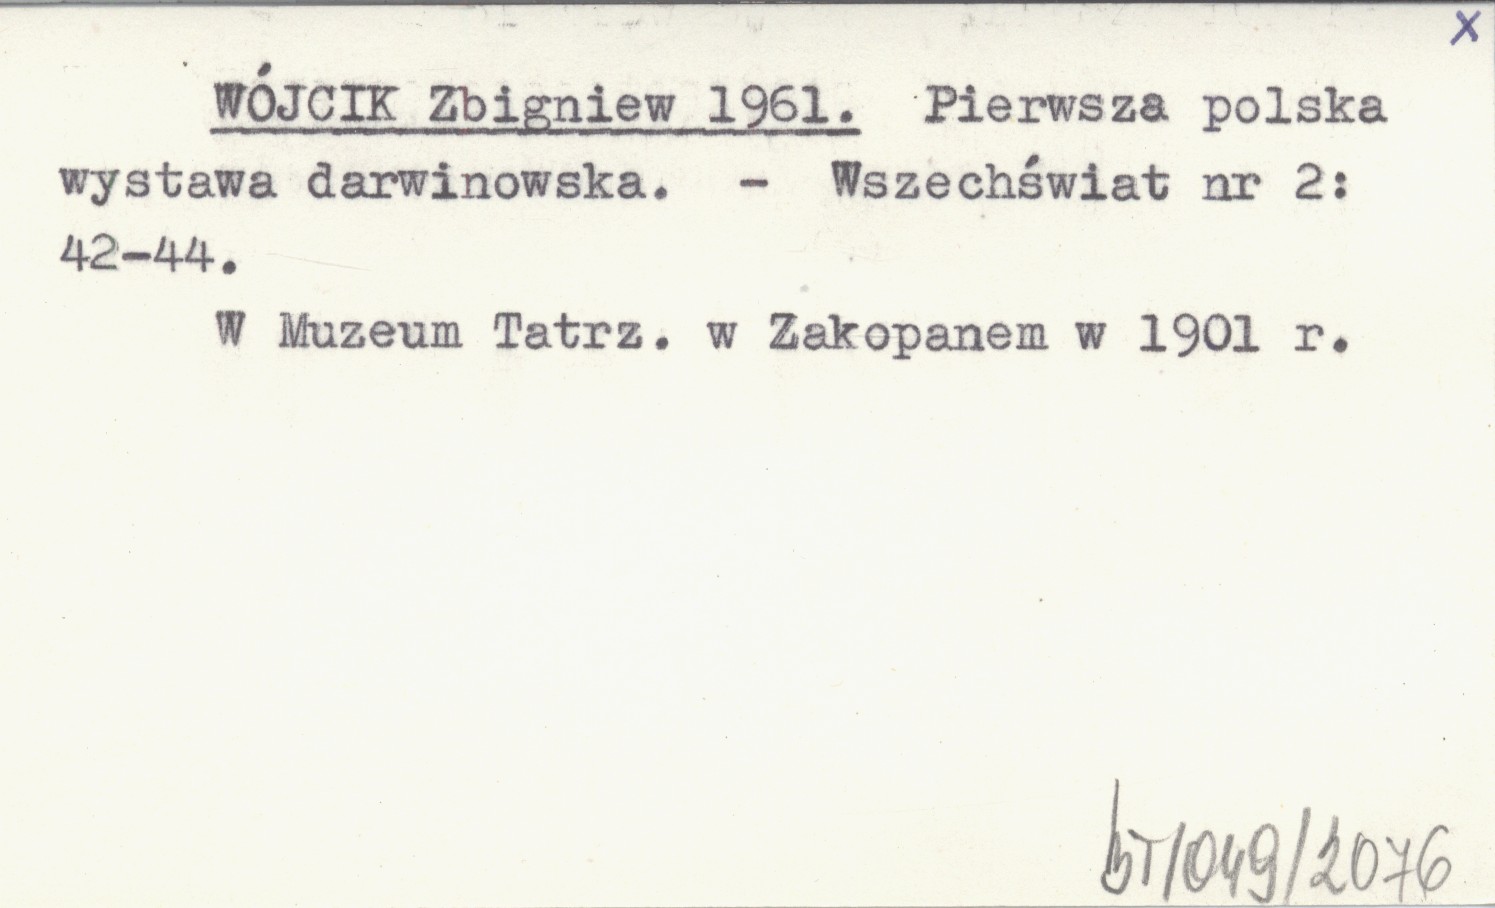 X
WÓJCIK Zbigniew 1961. Pierwsza polska
wystawa darwinowska. - Wszechświat nr 2:
42-44.
W Muzeum Tatrz. w Zakopanem w 1901 r.
bT/049/2076